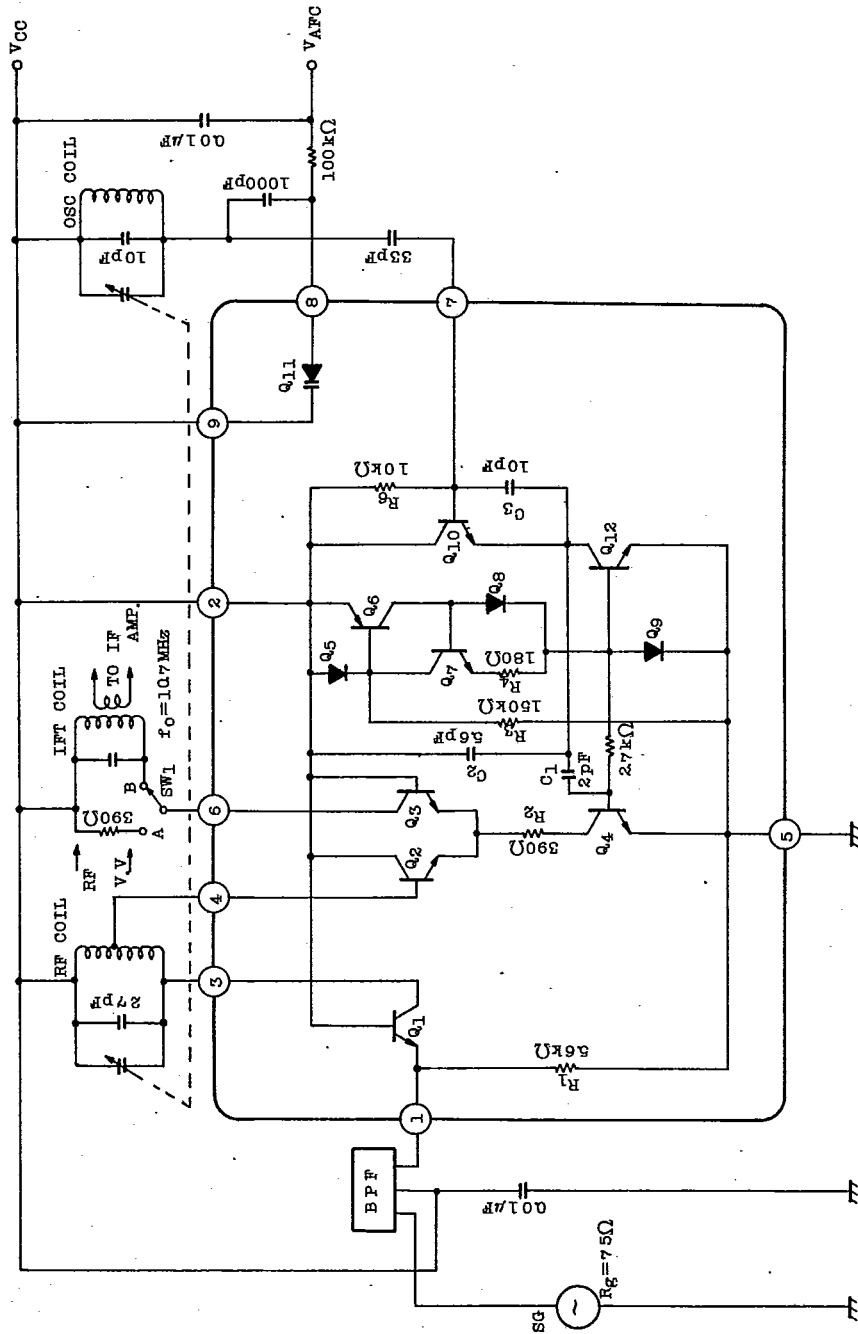 VCC
VAFC
0.01μF
100kΩ
1000pF
OSC COIL
10pF
33pF
8
7
9
Q11
2
R6
10kΩ
C3
10pF
Q10
Q12
Q6
Q8
Q5
Q7
R4
180Ω
Q9
R3
150kΩ
C2
5.6pF
C1
2pF
2.7kΩ
TO IF
AMP.
f0=10.7MHz
IFT COIL
B
SW1
A
390Ω
RF
V.V
6
4
3
Q3
Q2
R2
390Ω
Q4
5
RF COIL
27pF
Q1
R1
5.6kΩ
1
BPF
0.01μF
SG
~
Rg=75Ω